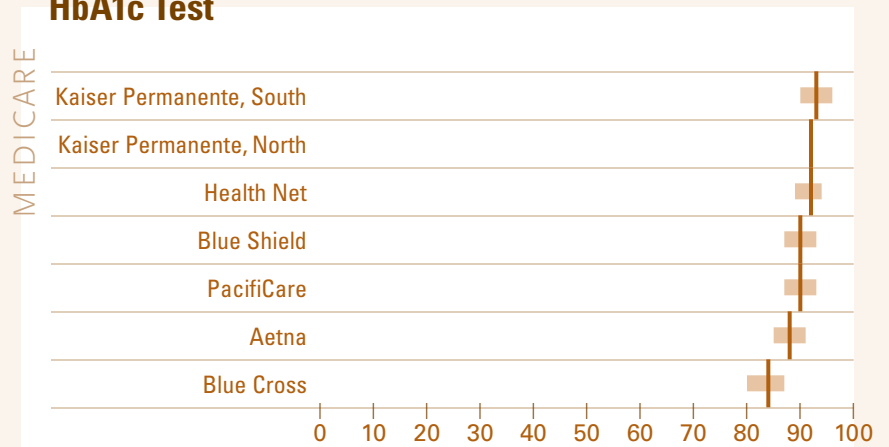 HbA1c Test
MEDICARE
Kaiser Permanente, South
Kaiser Permanente, North
Health Net
Blue Shield
PacifiCare
Aetna
Blue Cross
0 10 20 30 40 50 60 70 80 90 100